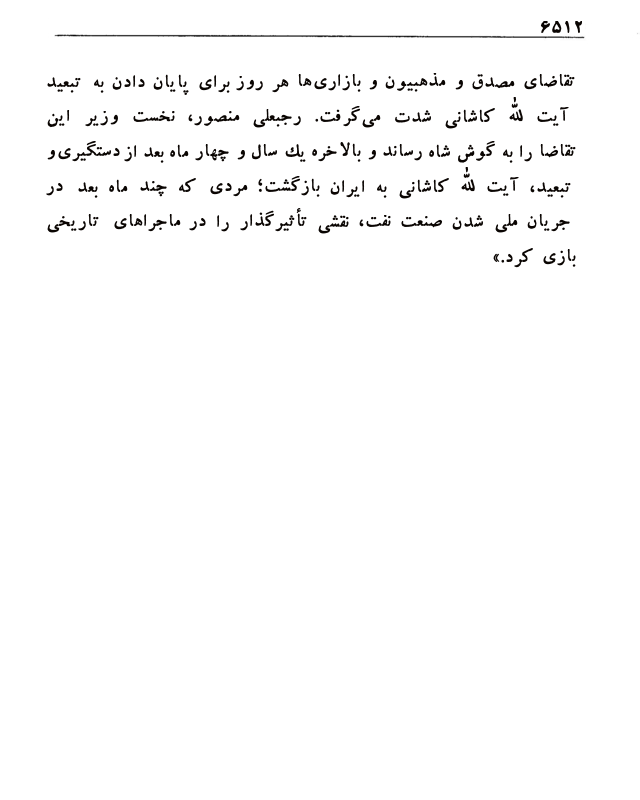 ۶۵۱۲
تقاضای مصدق و مذهبیون و بازاری‌ها هر روز برای پایان دادن به تبعید
آیت لله کاشانی شدت می‌گرفت. رجبعلی منصور، نخست وزیر این
تقاضا را به گوش شاه رساند و بالاخره یك سال و چهار ماه بعد از دستگیری و
تبعید، آیت لله کاشانی به ایران بازگشت؛ مردی که چند ماه بعد در
جریان ملی شدن صنعت نفت، نقشی تأثیرگذار را در ماجراهای تاریخی
بازی کرد.»